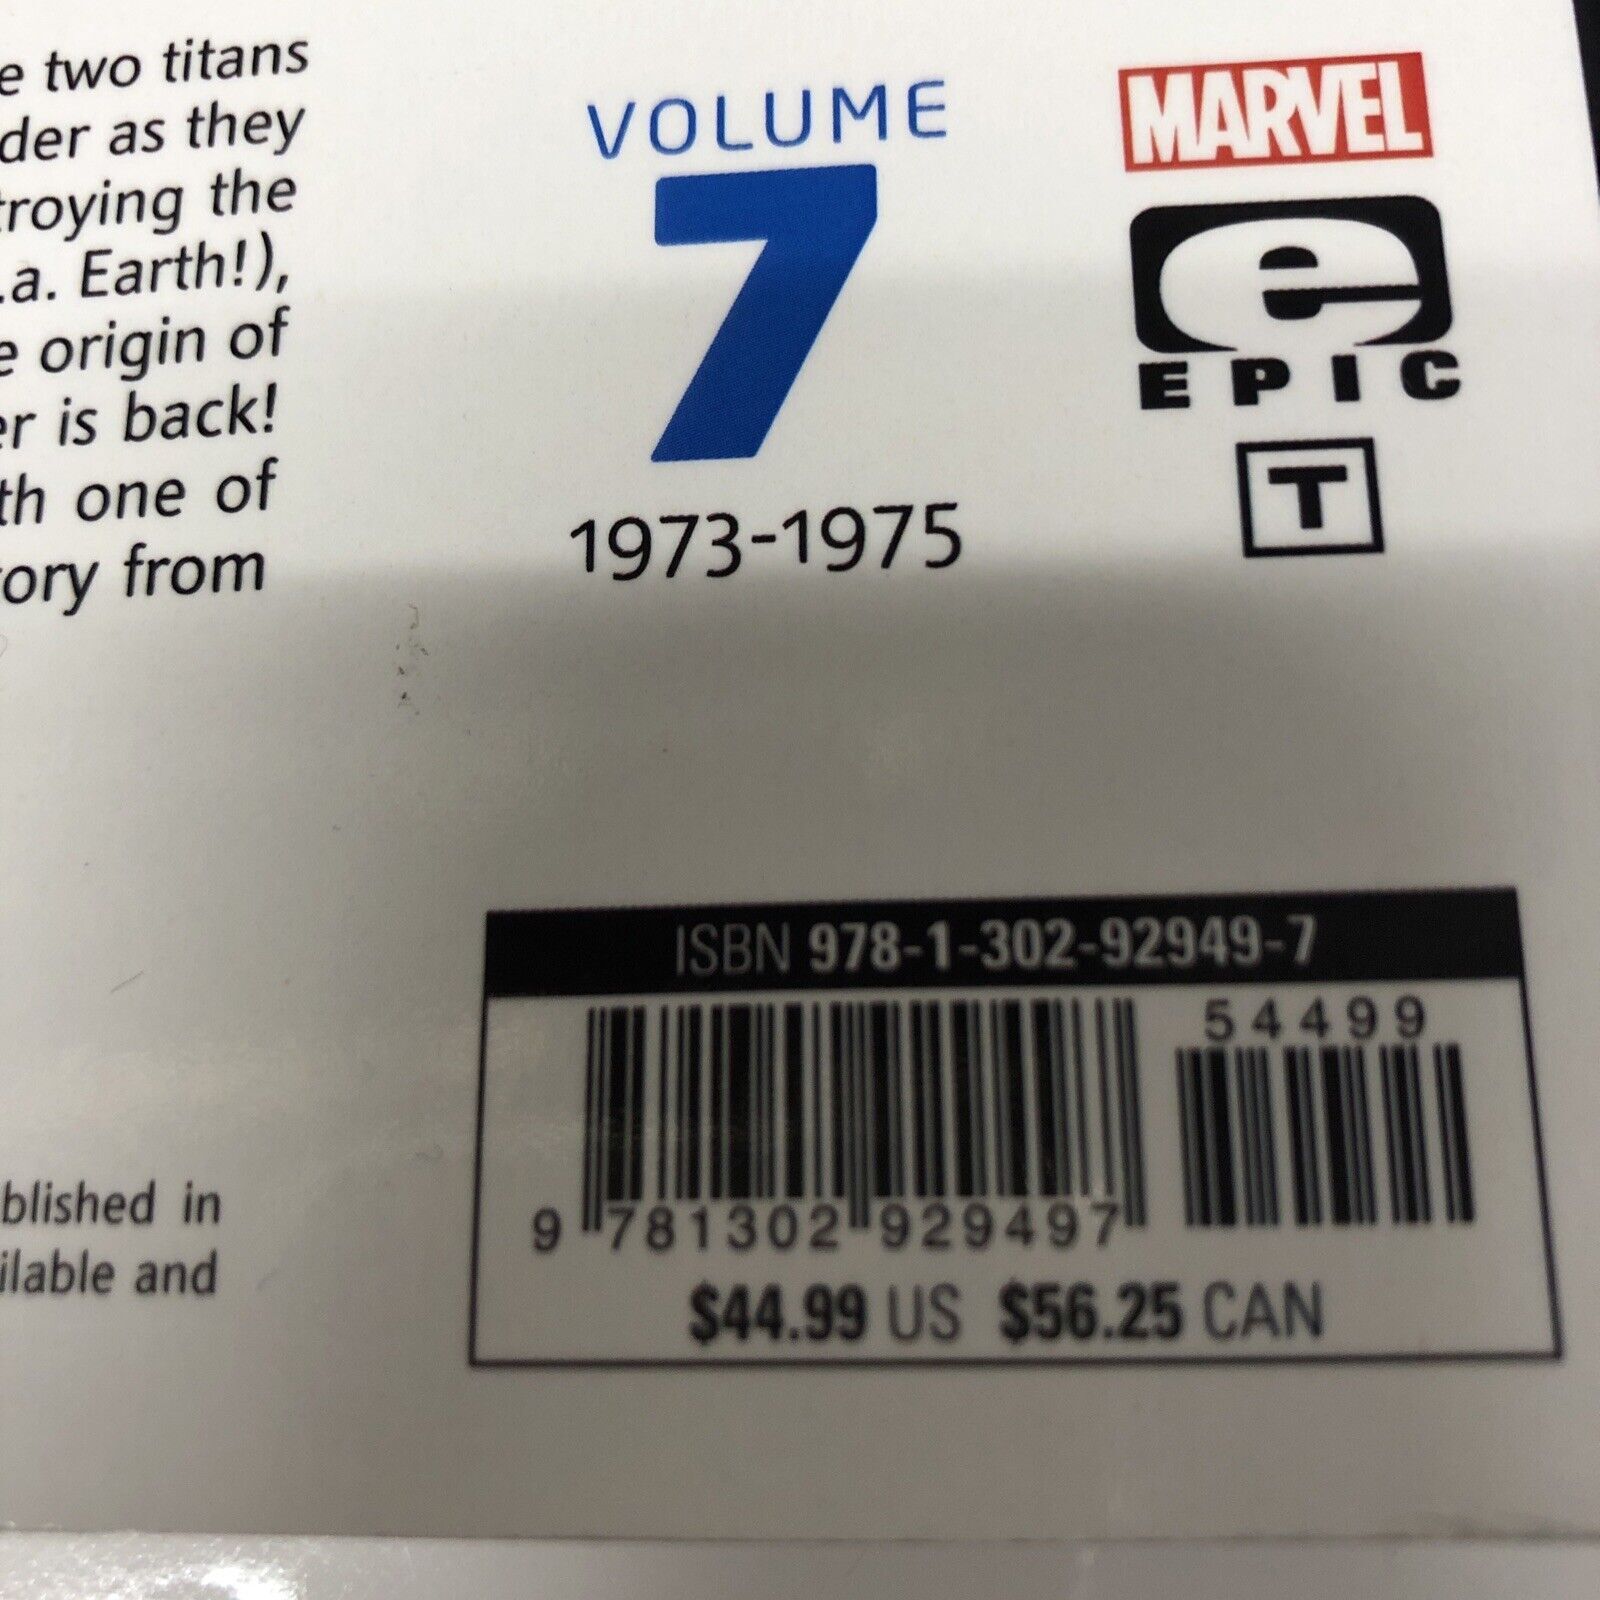 e two titans
der as they
troying the
.a. Earth!),
e origin of
er is back!
th one of
ory from
VOLUME
7
1973-1975
MARVEL
e
EPIC
T
blished in
ilable and
ISBN 978-1-302-92949-7
54499
9 781302 929497
$44.99 US $56.25 CAN